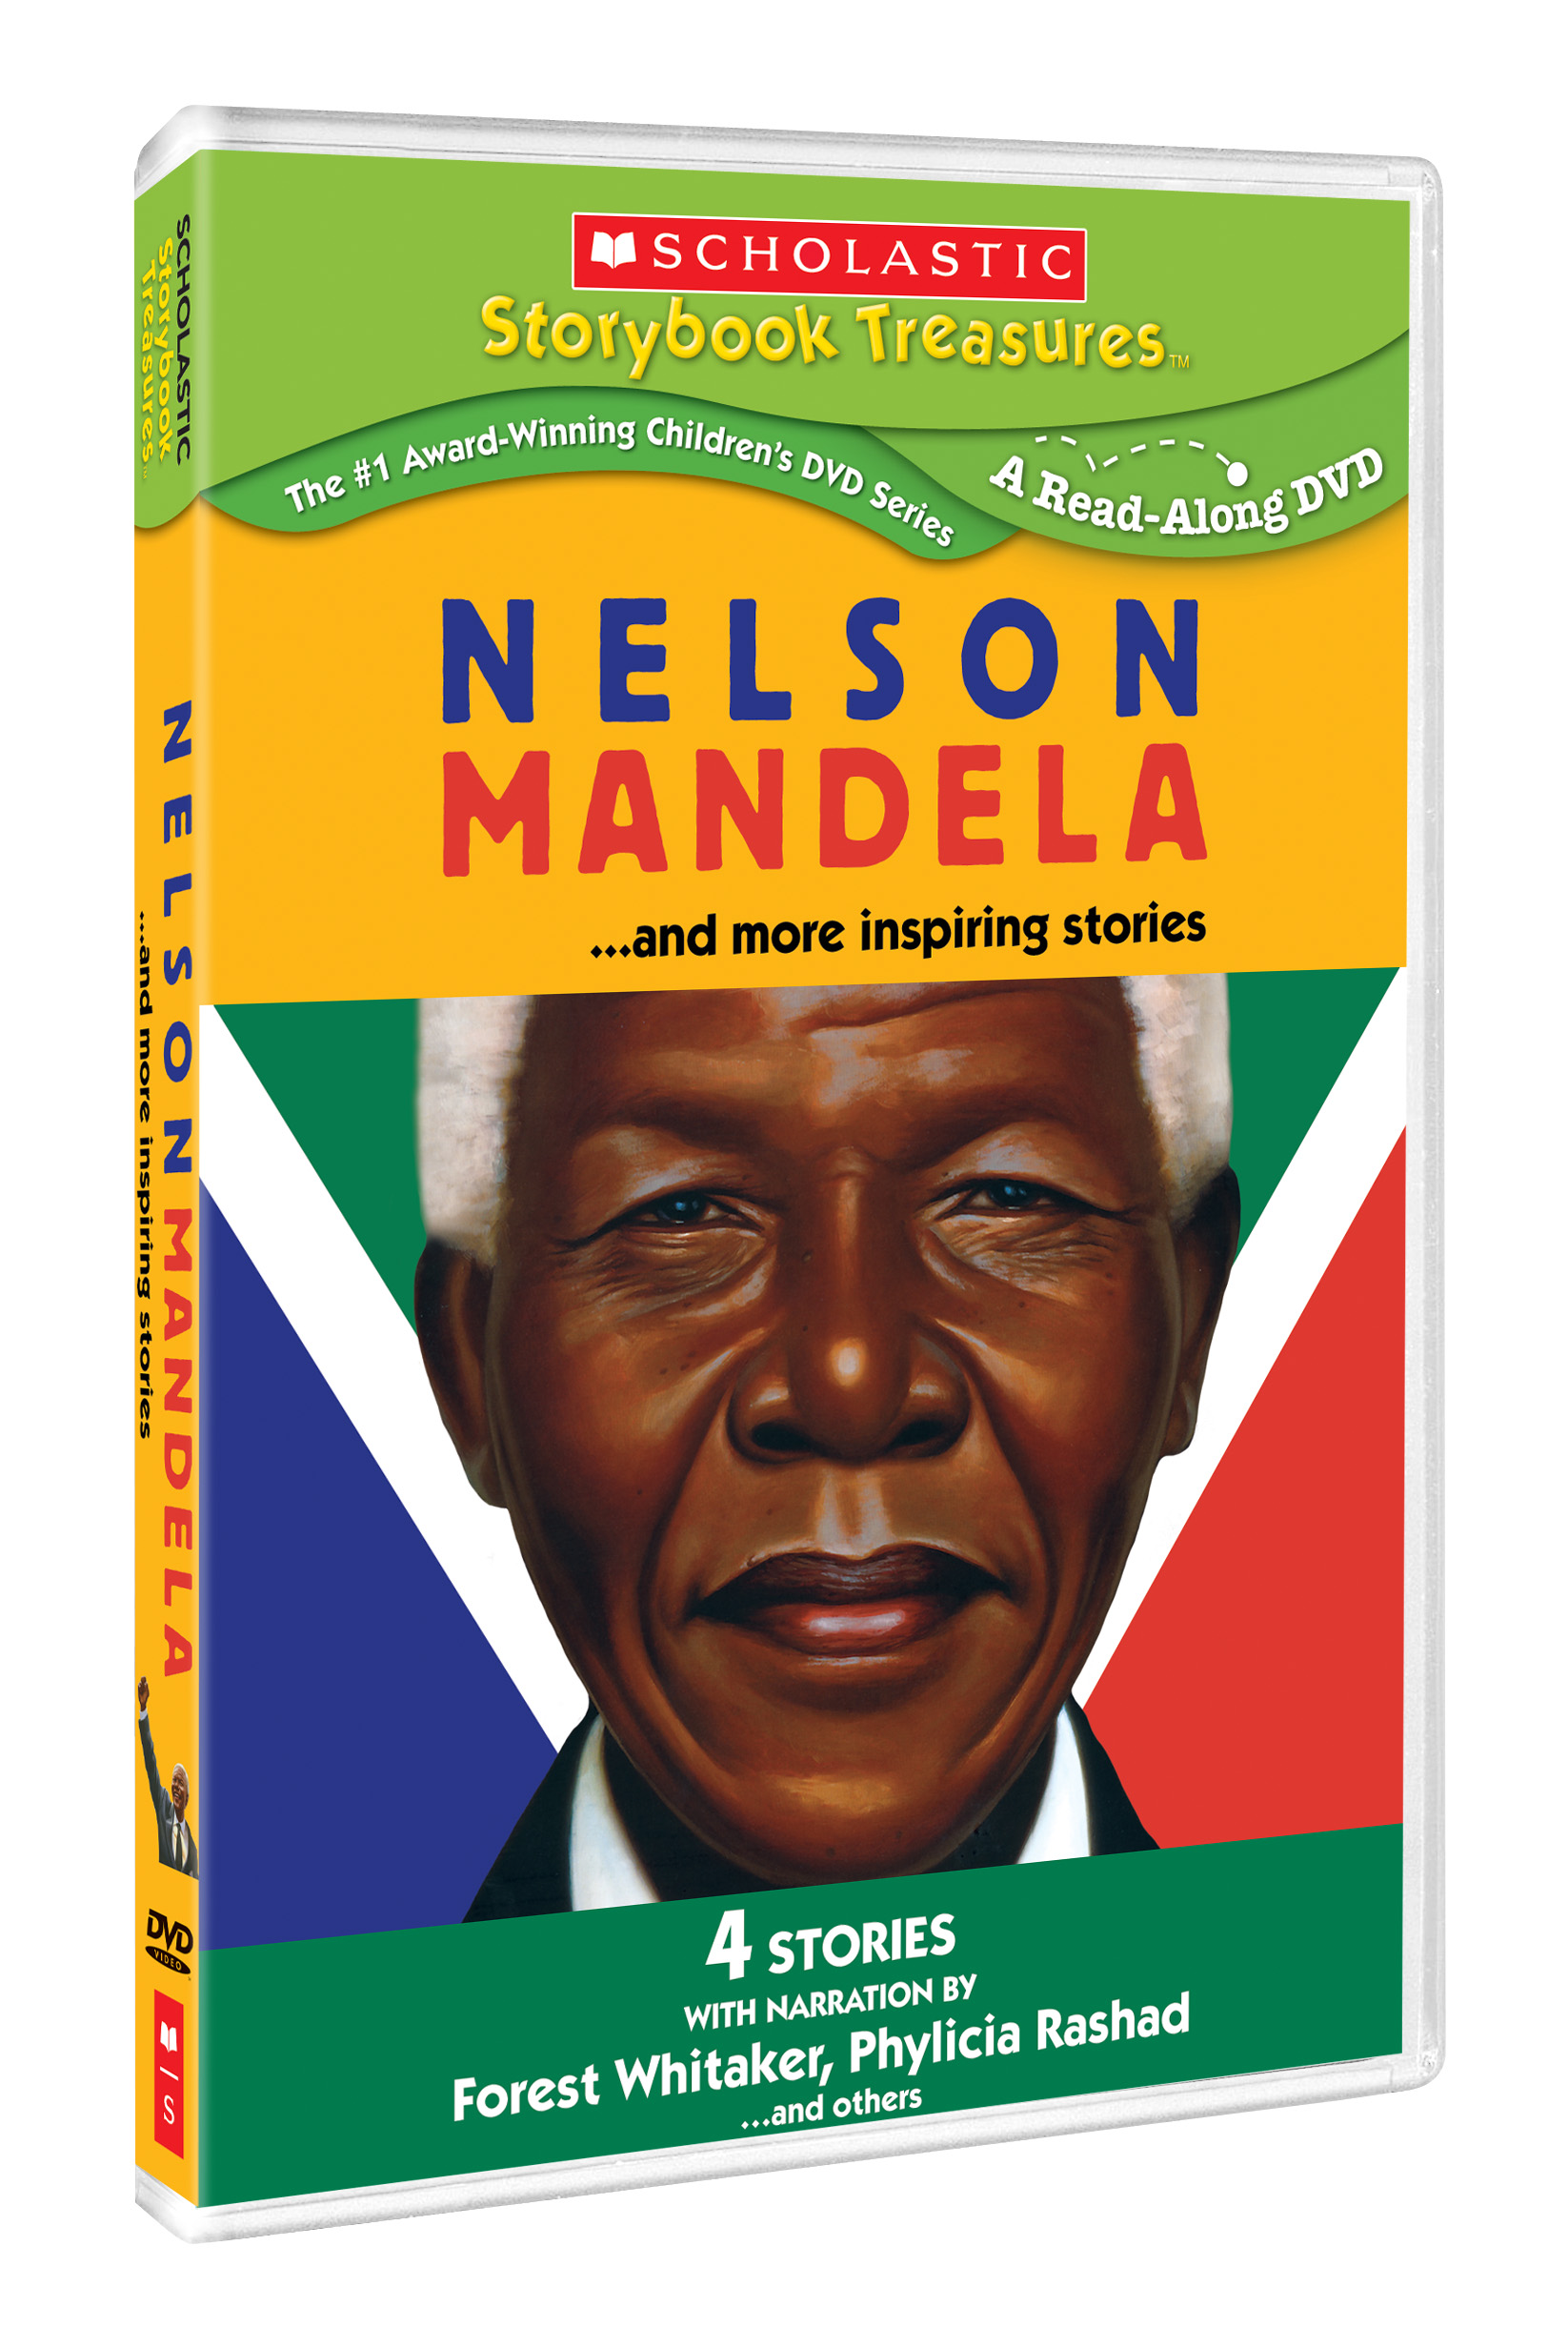 SCHOLASTIC
Storybook Treasures™
The #1 Award-Winning Children's DVD Series
A Read-Along DVD
NELSON
MANDELA
...and more inspiring stories
4 STORIES
WITH NARRATION BY
Forest Whitaker, Phylicia Rashad
...and others
SCHOLASTIC
Storybook
Treasures™
NELSON MANDELA
...and more inspiring stories
DVD
VIDEO
S